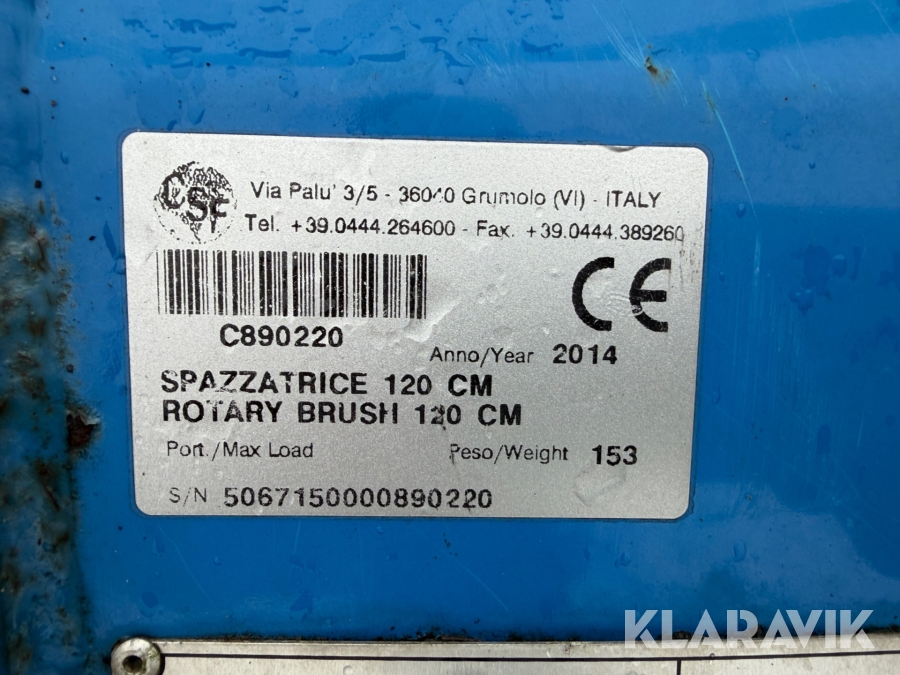 CSF
Via Palu' 3/5 - 36040 Grumolo (VI) - ITALY
Tel. +39.0444.264600 - Fax. +39.0444.389260
CE
C890220
Anno/Year 2014
SPAZZATRICE 120 CM
ROTARY BRUSH 120 CM
Port./Max Load Peso/Weight 153
S/N 5067150000890220
KLARAVIK